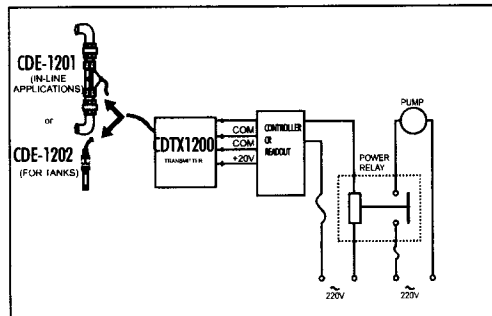 CDE-1201
(IN-LINE
APPLICATIONS)
or
CDE-1202
(FOR TANKS)
CDTX1200
TRANSMITTER
COM
COM
+20V
CONTROLLER
OR
READOUT
PUMP
POWER
RELAY
~
220V
~
220V